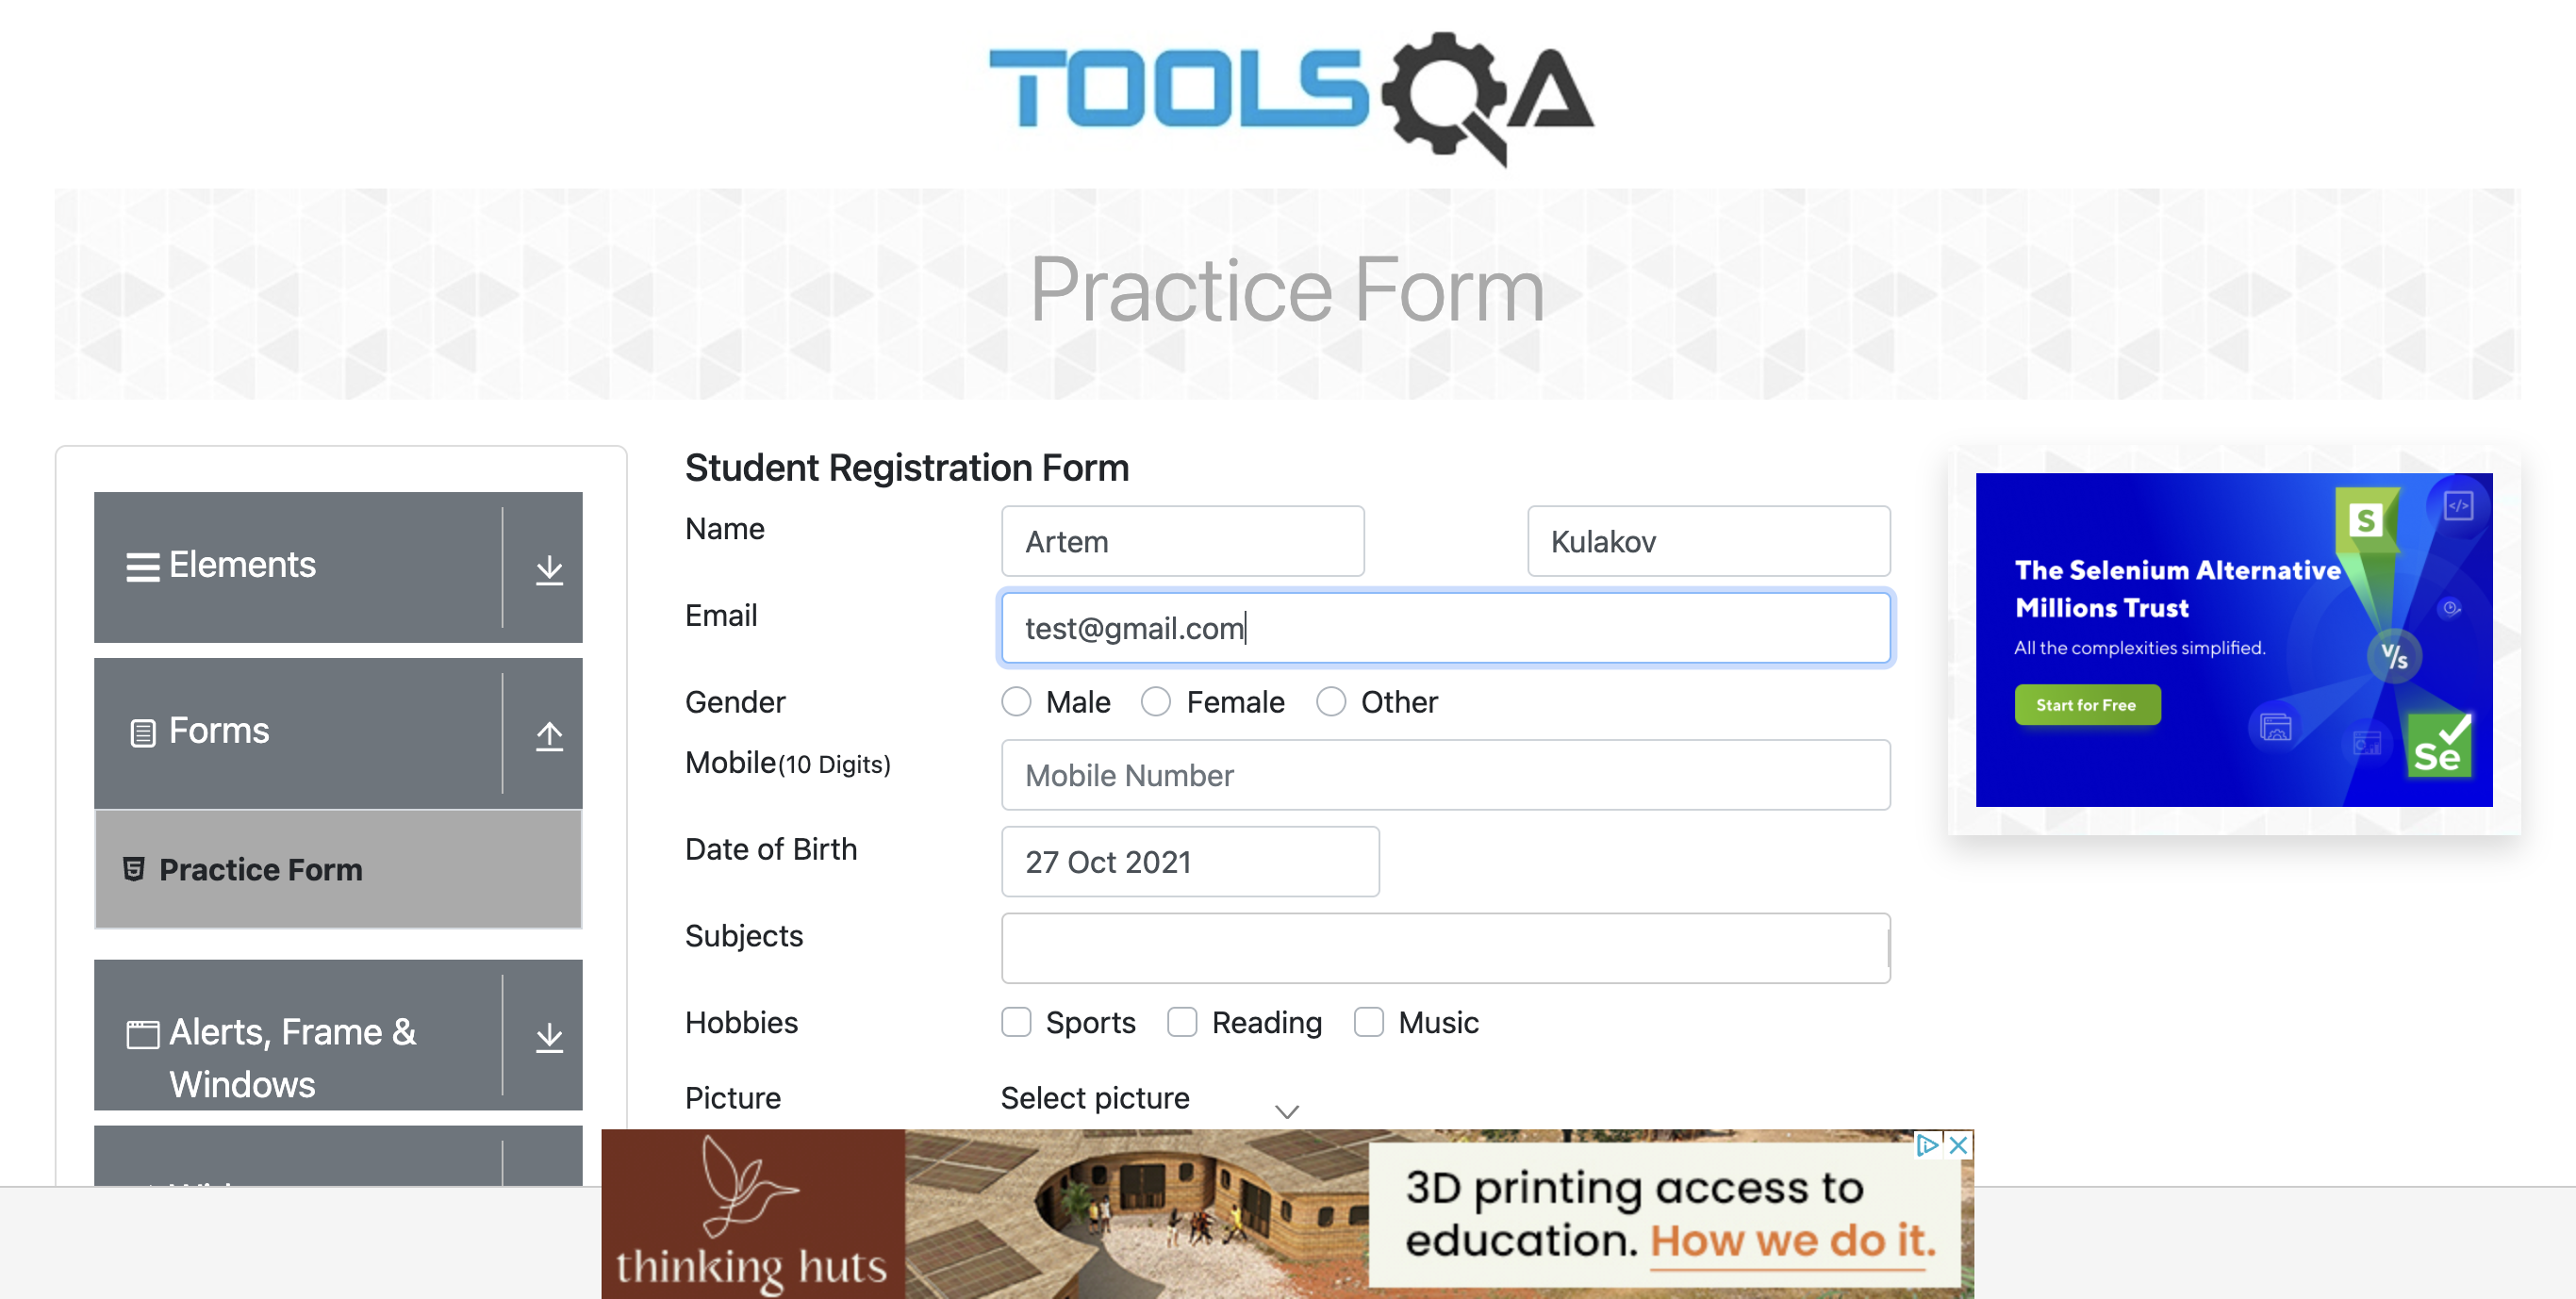 TOOLSQA
Practice Form
Elements
Forms
Practice Form
Alerts, Frame &
Windows
Student Registration Form
Name Artem Kulakov
Email test@gmail.com
Gender Male Female Other
Mobile(10 Digits) Mobile Number
Date of Birth 27 Oct 2021
Subjects
Hobbies Sports Reading Music
Picture Select picture
S
The Selenium Alternative
Millions Trust
All the complexities simplified.
V/s
Start for Free
Se
thinking huts
3D printing access to
education. How we do it.